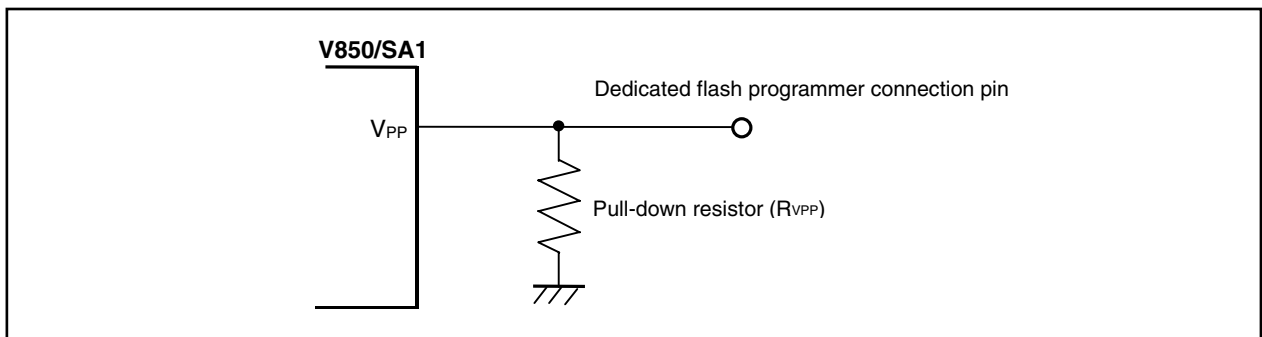 V850/SA1
Dedicated flash programmer connection pin
VPP
Pull-down resistor (RVPP)